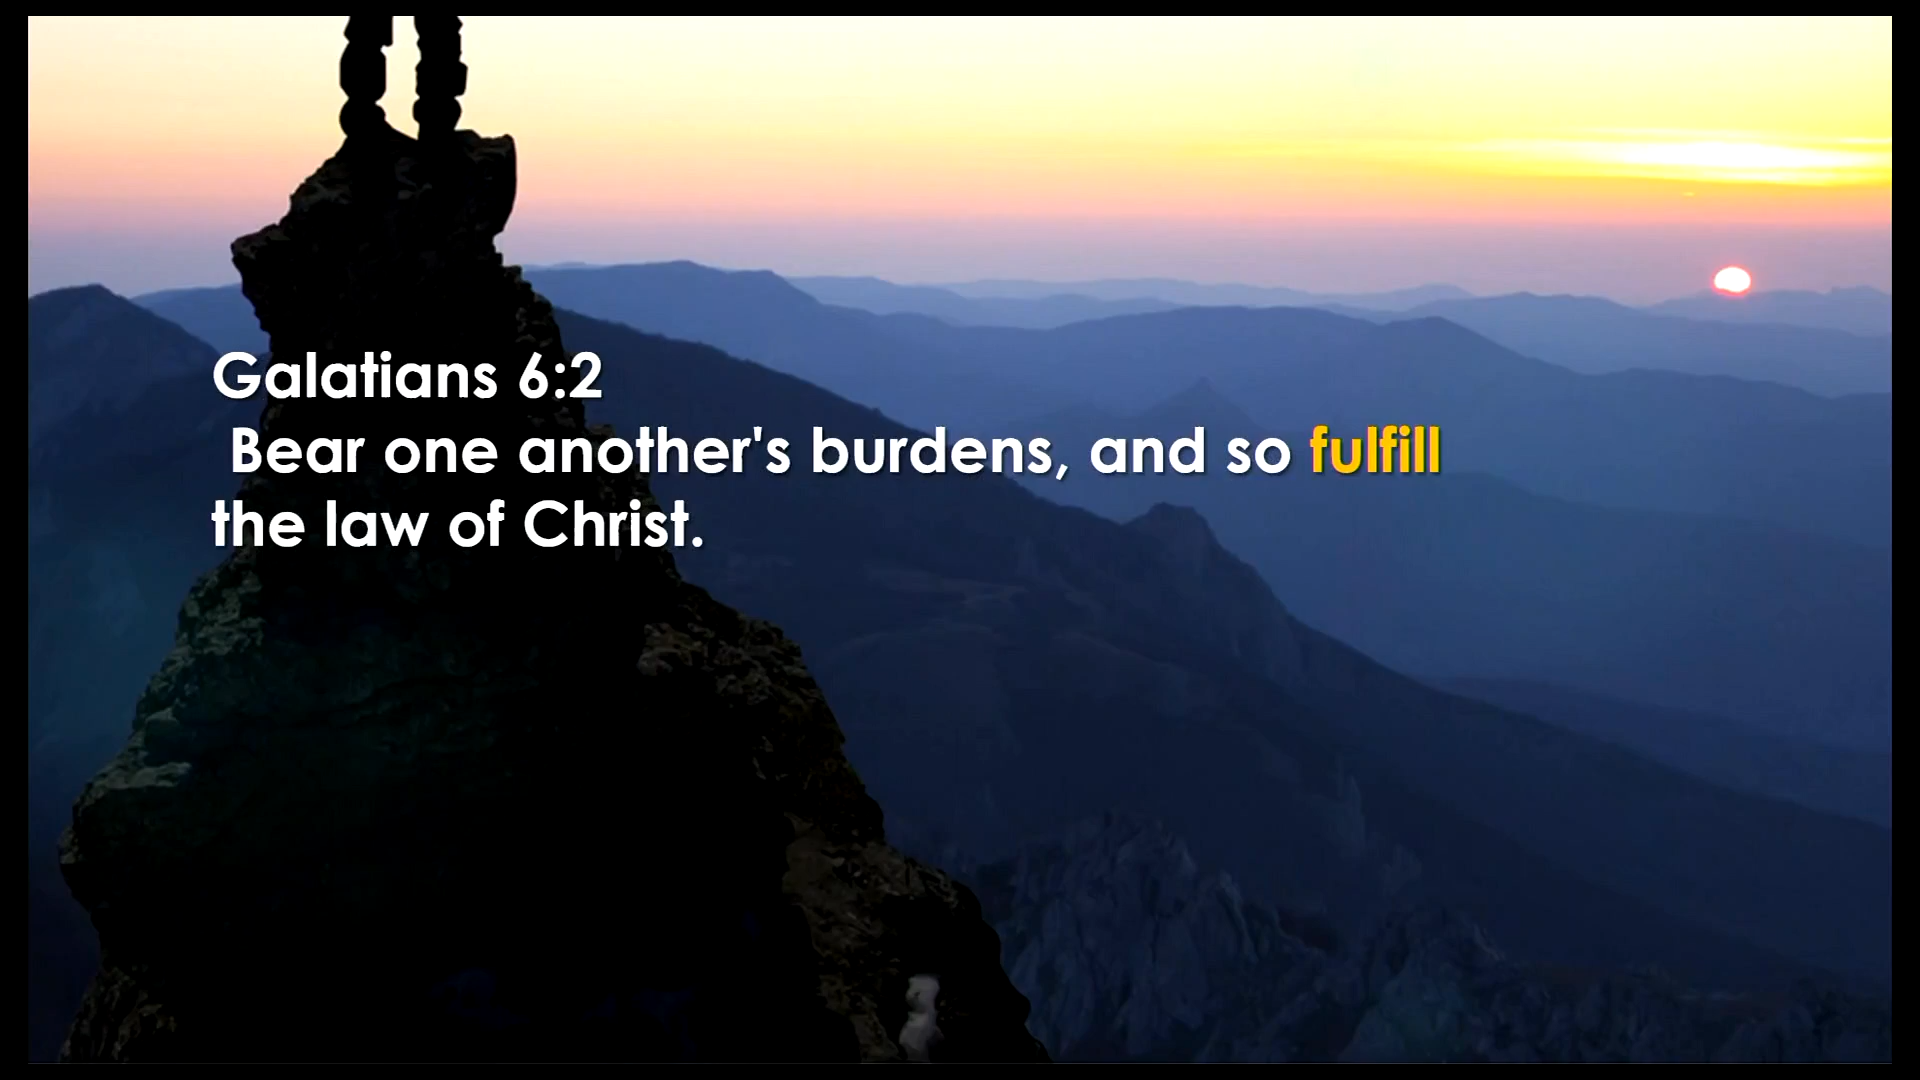 Galatians 6:2
Bear one another's burdens, and so fulfill
the law of Christ.